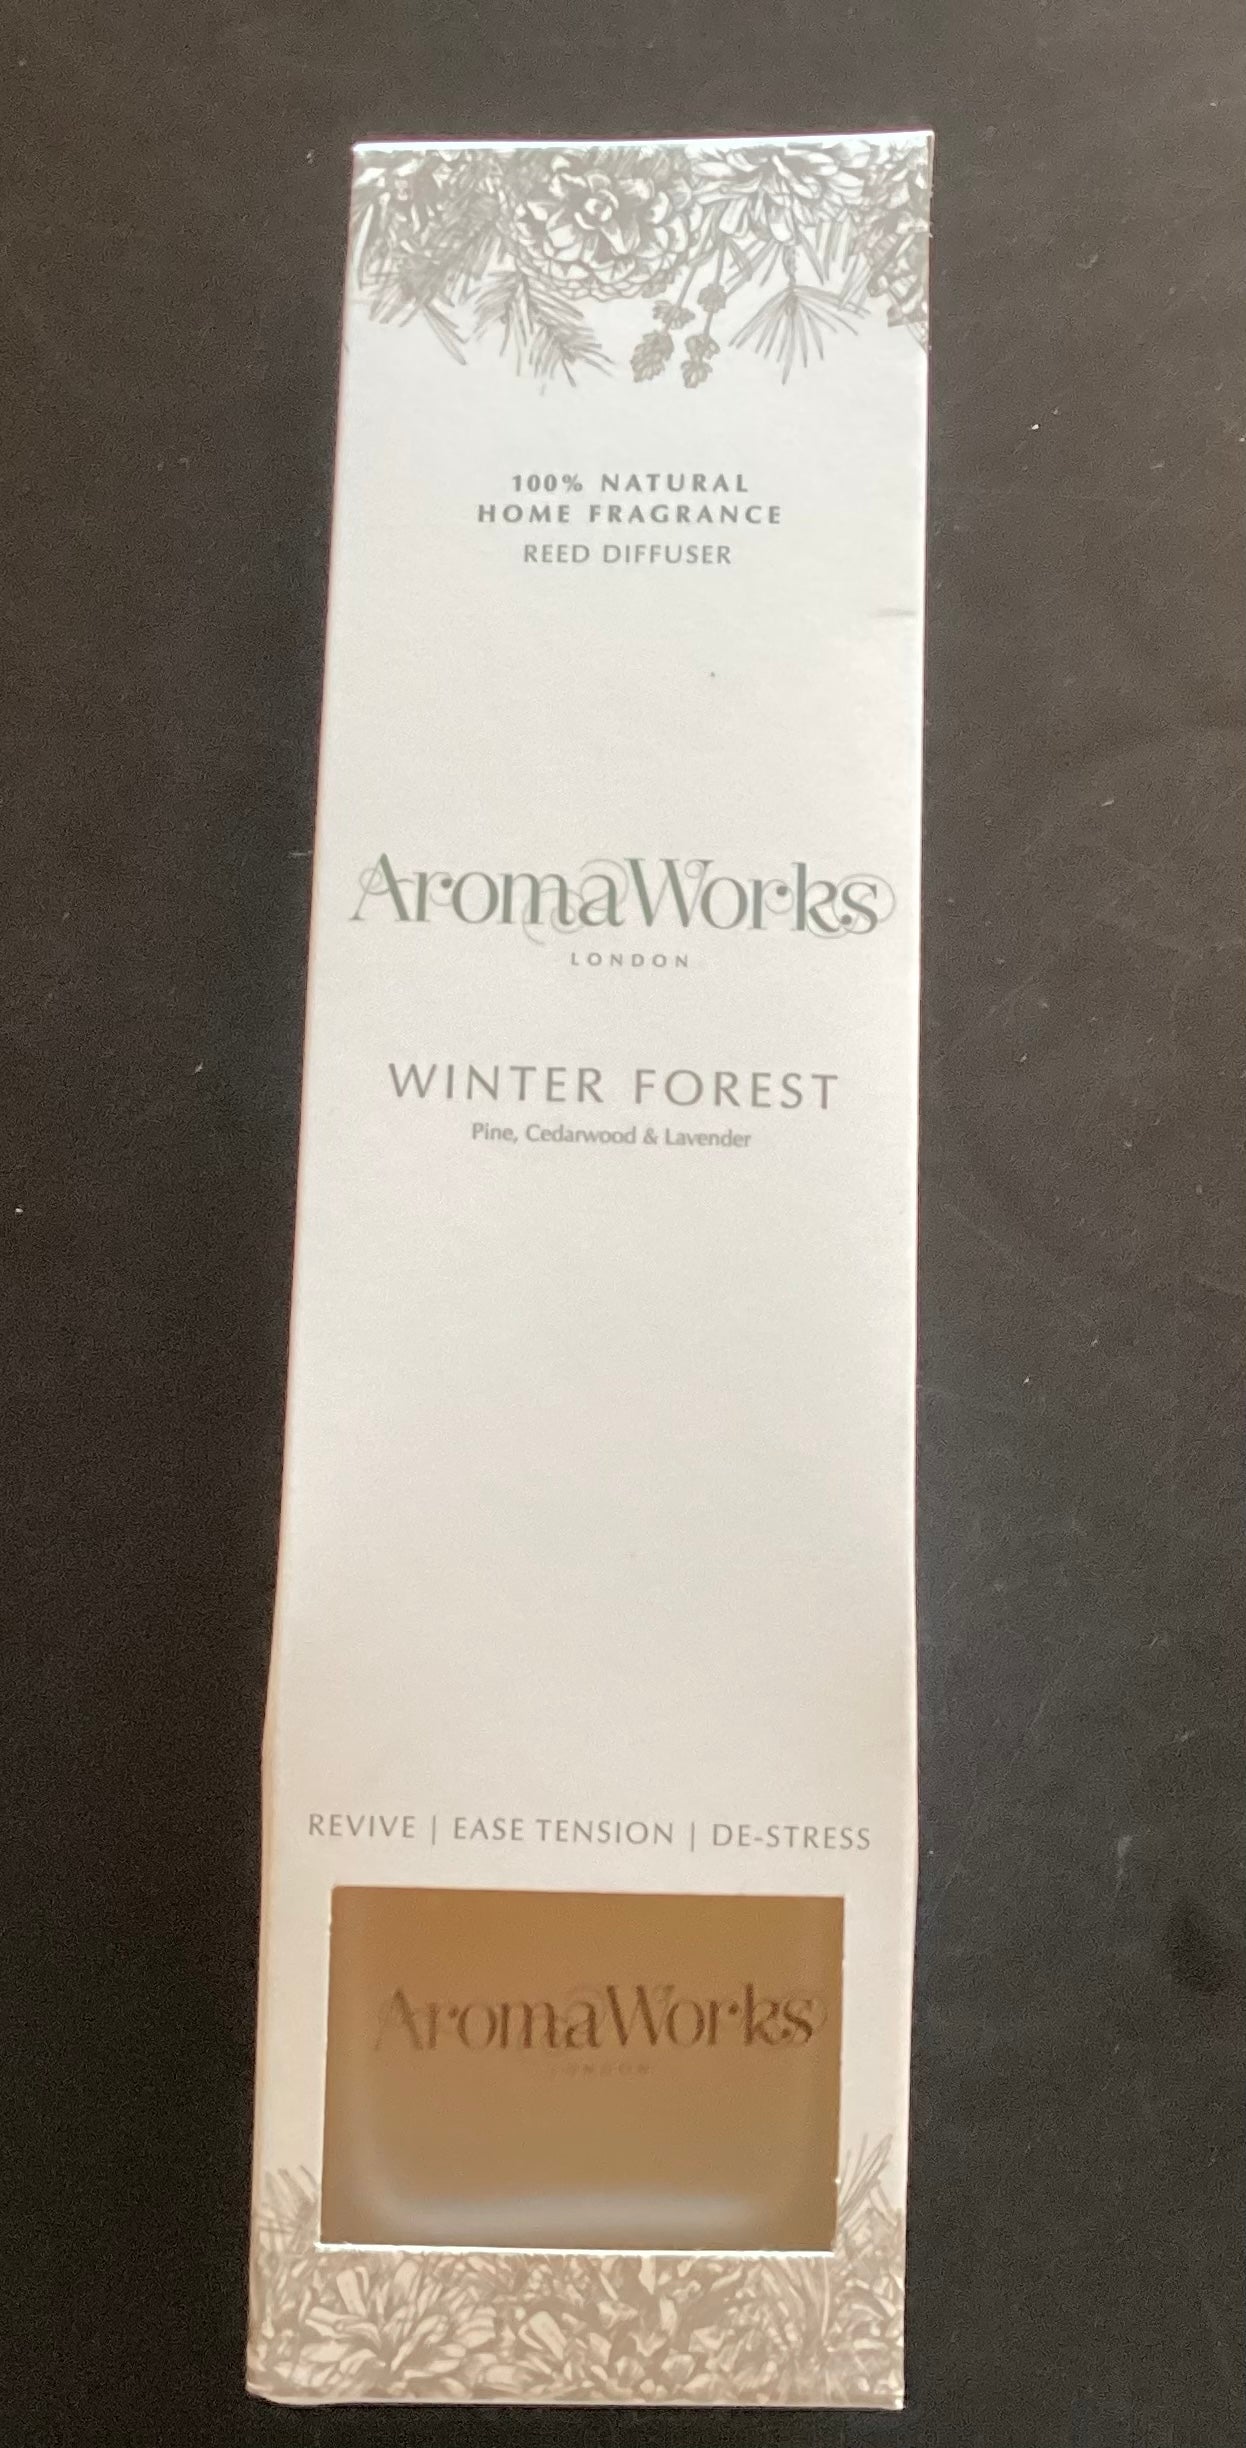 100% NATURAL
HOME FRAGRANCE
REED DIFFUSER
AromaWorks
LONDON
WINTER FOREST
Pine, Cedarwood & Lavender
REVIVE | EASE TENSION | DE-STRESS
AromaWorks
LONDON